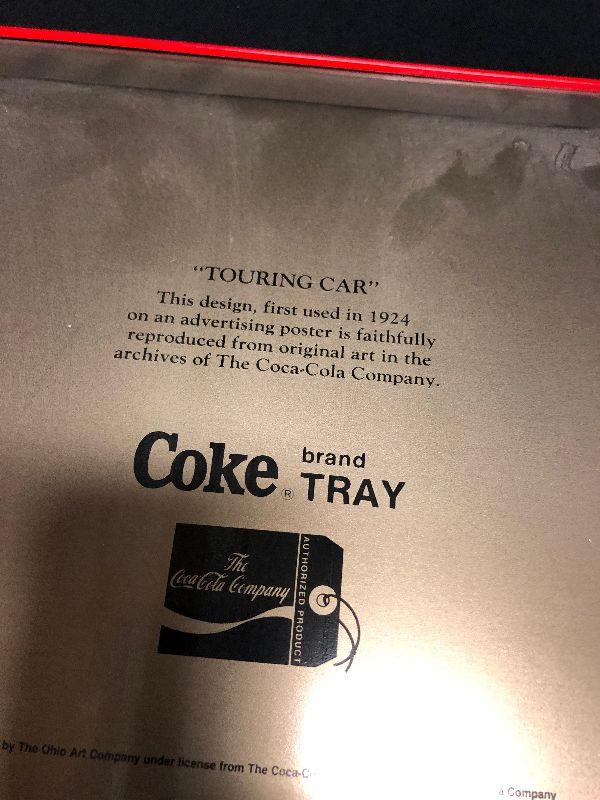 “TOURING CAR”
This design, first used in 1924
on an advertising poster is faithfully
reproduced from original art in the
archives of The Coca-Cola Company.
Coke® brand
TRAY
The
Coca-Cola Company
AUTHORIZED PRODUCT
by The Ohio Art Company under license from The Coca-C
a Company